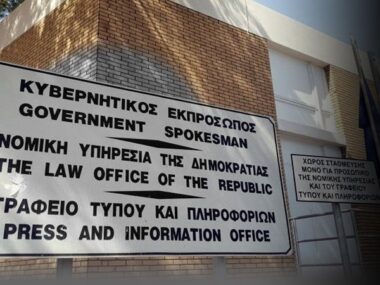 ΚΥΒΕΡΝΗΤΙΚΟΣ ΕΚΠΡΟΣΩΠΟΣ
GOVERNMENT SPOKESMAN
ΝΟΜΙΚΗ ΥΠΗΡΕΣΙΑ ΤΗΣ ΔΗΜΟΚΡΑΤΙΑΣ
THE LAW OFFICE OF THE REPUBLIC
ΓΡΑΦΕΙΟ ΤΥΠΟΥ ΚΑΙ ΠΛΗΡΟΦΟΡΙΩΝ
PRESS AND INFORMATION OFFICE
ΧΩΡΟΣ ΣΤΑΘΜΕΥΣΗΣ
ΜΟΝΟ ΓΙΑ ΠΡΟΣΩΠΙΚΟ
ΤΗΣ ΝΟΜΙΚΗΣ ΥΠΗΡΕΣΙΑΣ
ΚΑΙ ΤΟΥ ΓΡΑΦΕΙΟΥ
ΤΥΠΟΥ ΚΑΙ ΠΛΗΡΟΦΟΡΙΩΝ